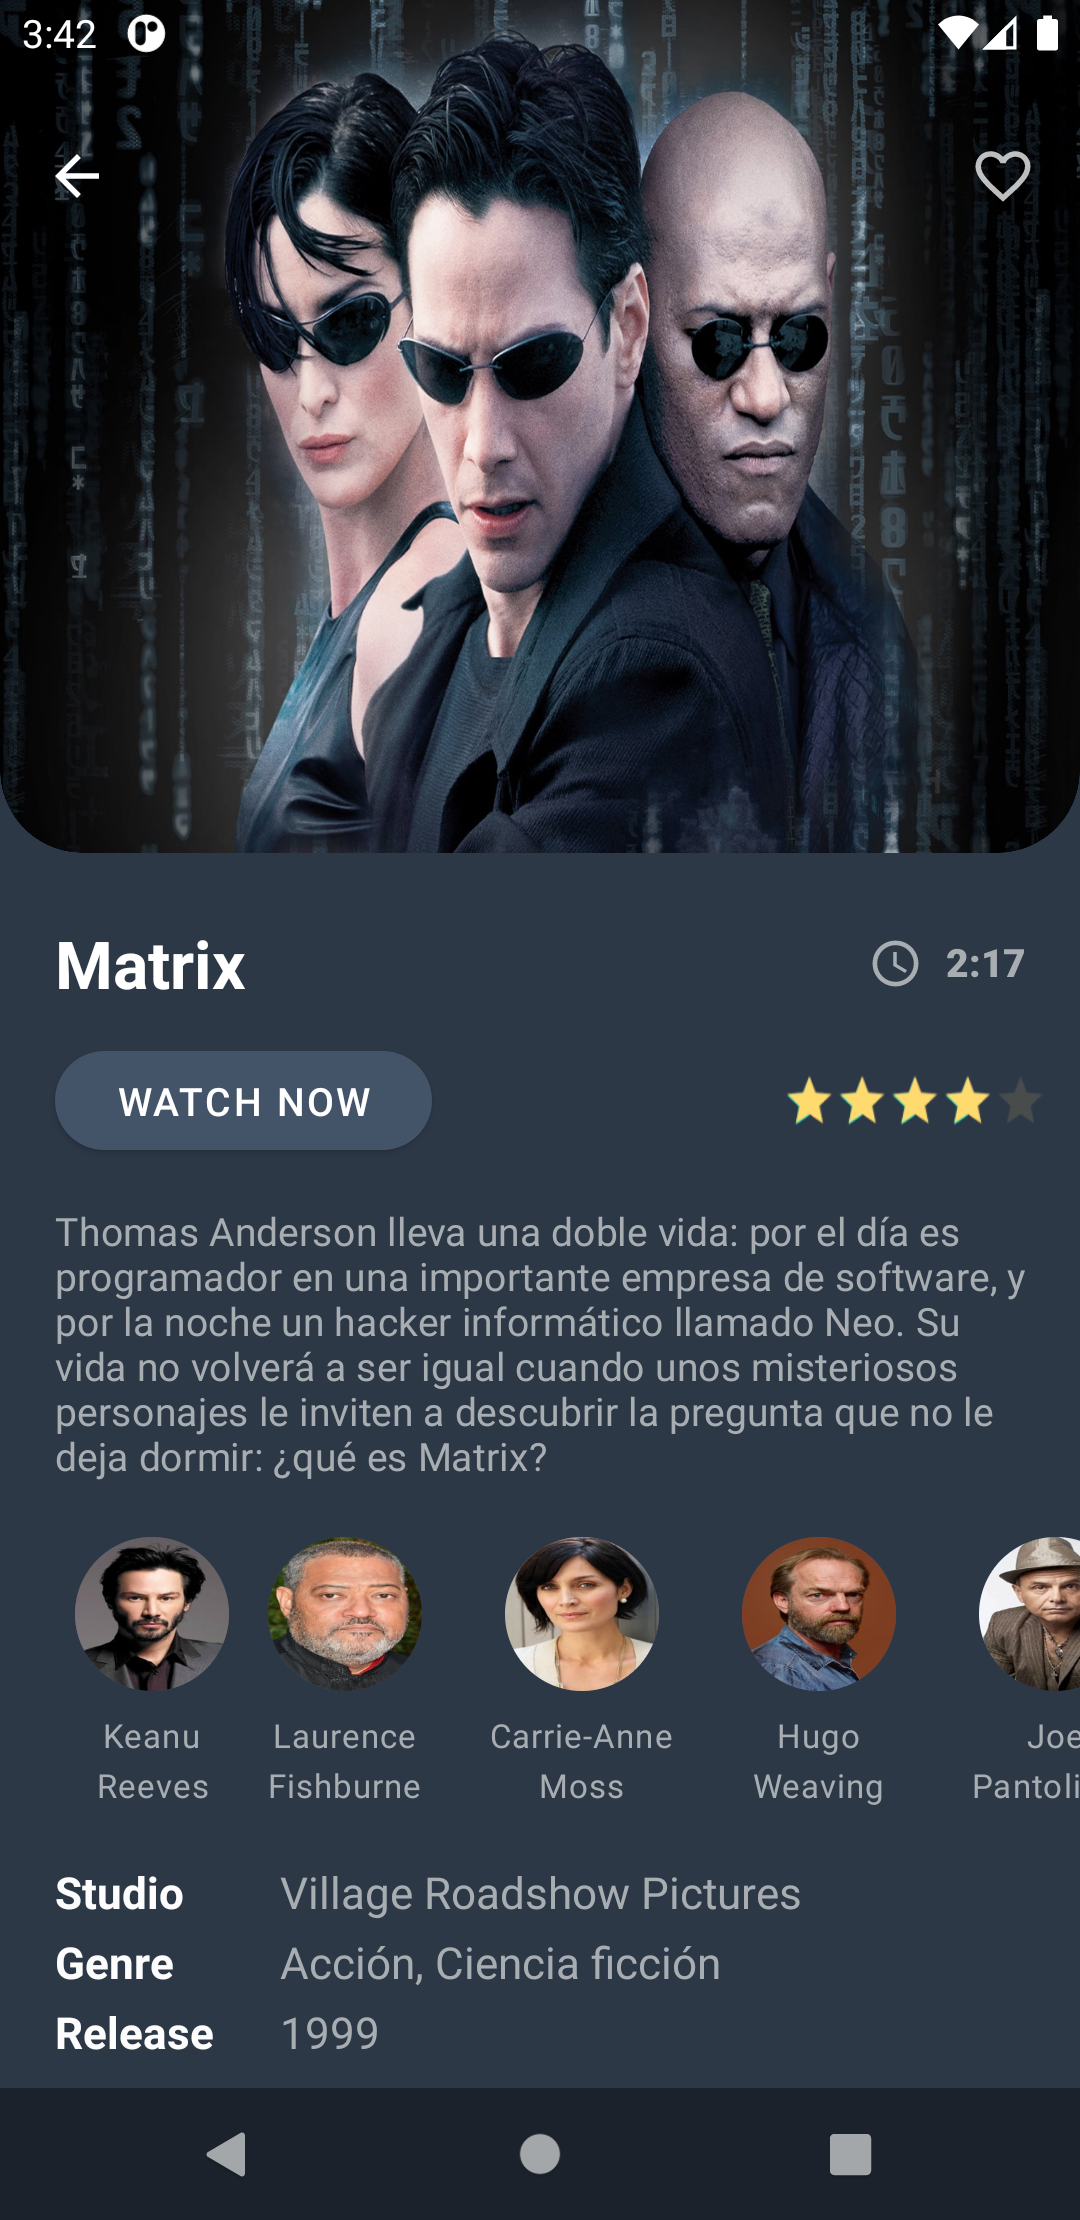 3:42
Matrix
2:17
WATCH NOW
Thomas Anderson lleva una doble vida: por el día es
programador en una importante empresa de software, y
por la noche un hacker informático llamado Neo. Su
vida no volverá a ser igual cuando unos misteriosos
personajes le inviten a descubrir la pregunta que no le
deja dormir: ¿qué es Matrix?
Keanu
Reeves
Laurence
Fishburne
Carrie-Anne
Moss
Hugo
Weaving
Joe
Pantoli
Studio Village Roadshow Pictures
Genre Acción, Ciencia ficción
Release 1999